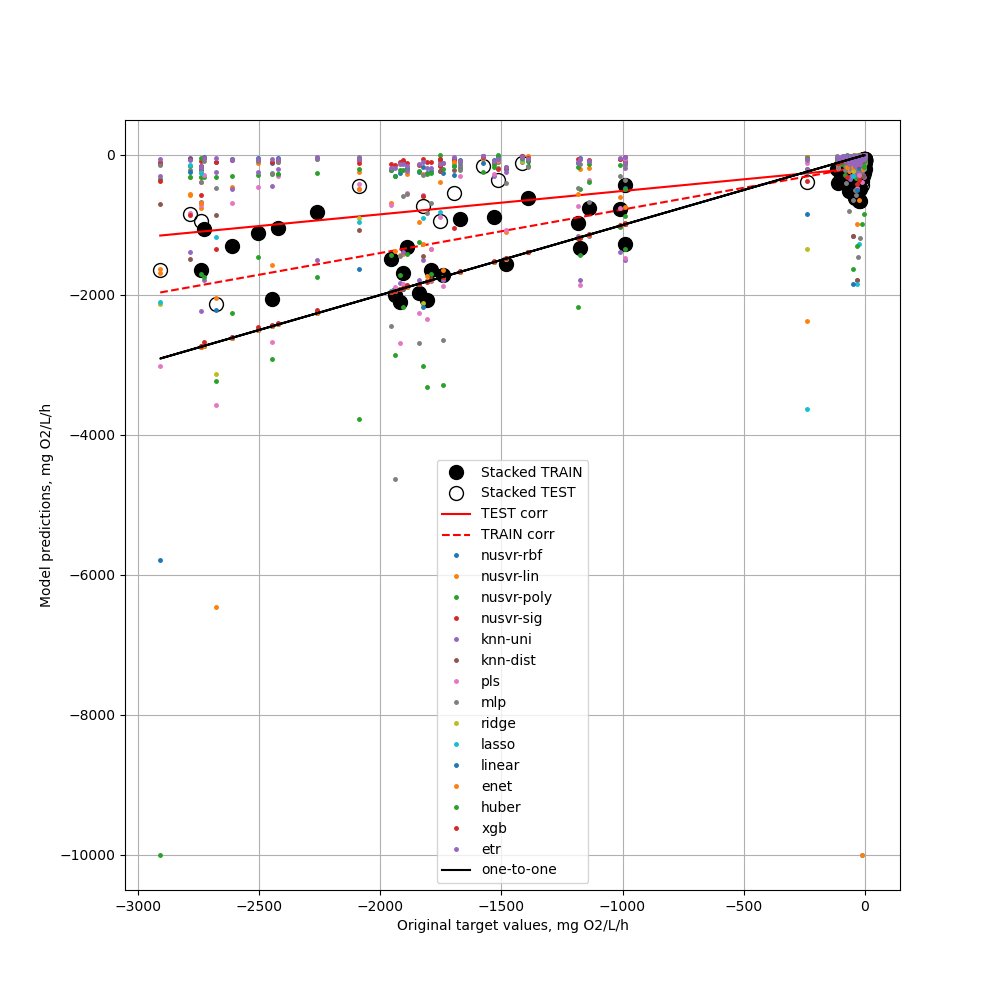 0
−2000
−4000
−6000
−8000
−10000
Model predictions, mg O2/L/h
Stacked TRAIN
Stacked TEST
TEST corr
TRAIN corr
nusvr-rbf
nusvr-lin
nusvr-poly
nusvr-sig
knn-uni
knn-dist
pls
mlp
ridge
lasso
linear
enet
huber
xgb
etr
one-to-one
−3000 −2500 −2000 −1500 −1000 −500 0
Original target values, mg O2/L/h